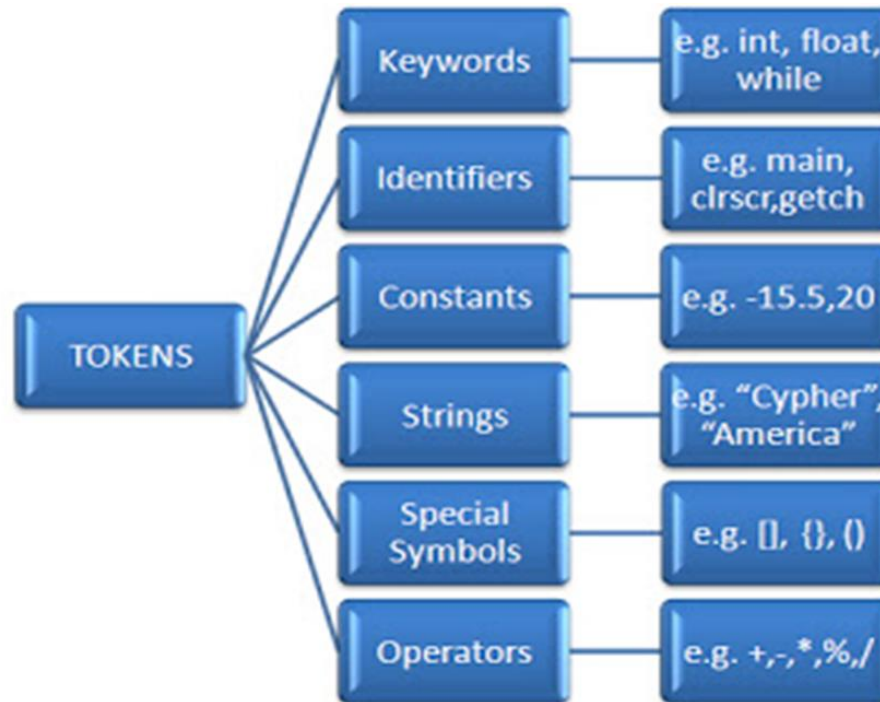 TOKENS
Keywords
e.g. int, float,
while
Identifiers
e.g. main,
clrscr,getch
Constants
e.g. -15.5,20
Strings
e.g. “Cypher”,
“America”
Special
Symbols
e.g. [], {}, ()
Operators
e.g. +,-,*,%,/